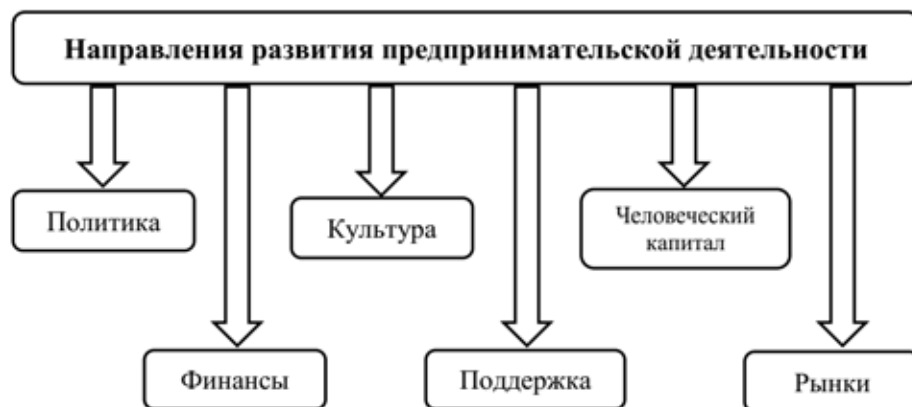 Направления развития предпринимательской деятельности
Политика
Культура
Человеческий
капитал
Финансы
Поддержка
Рынки